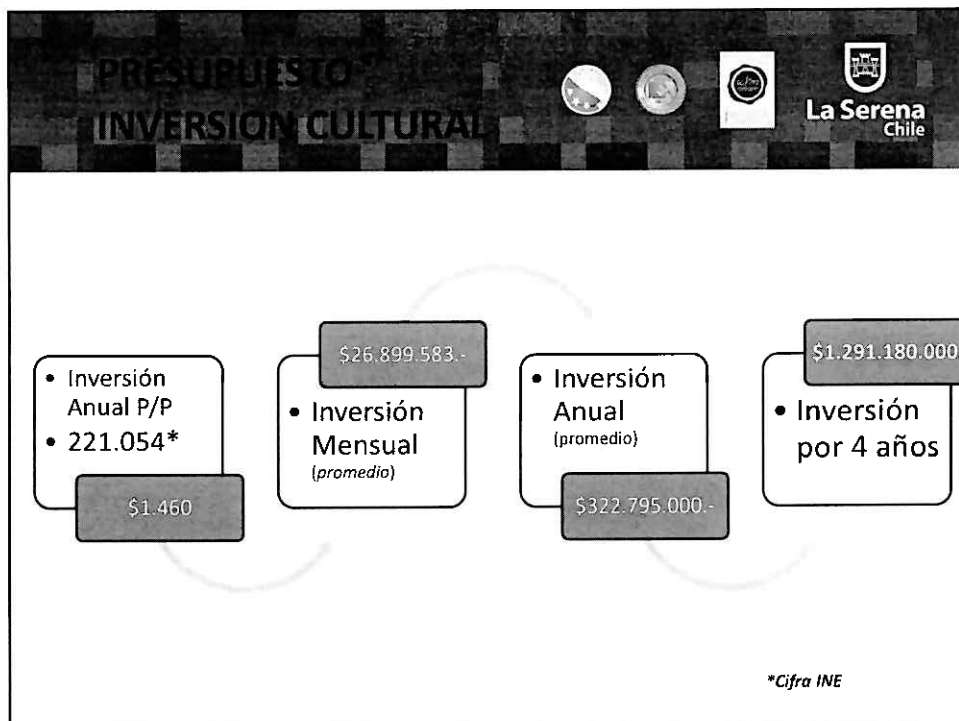 PRESUPUESTO
INVERSION CULTURAL
La Serena
Chile
• Inversión
Anual P/P
• 221.054*
$1.460
$26.899.583.-
• Inversión
Mensual
(promedio)
• Inversión
Anual
(promedio)
$322.795.000.-
$1.291.180.000
• Inversión
por 4 años
*Cifra INE